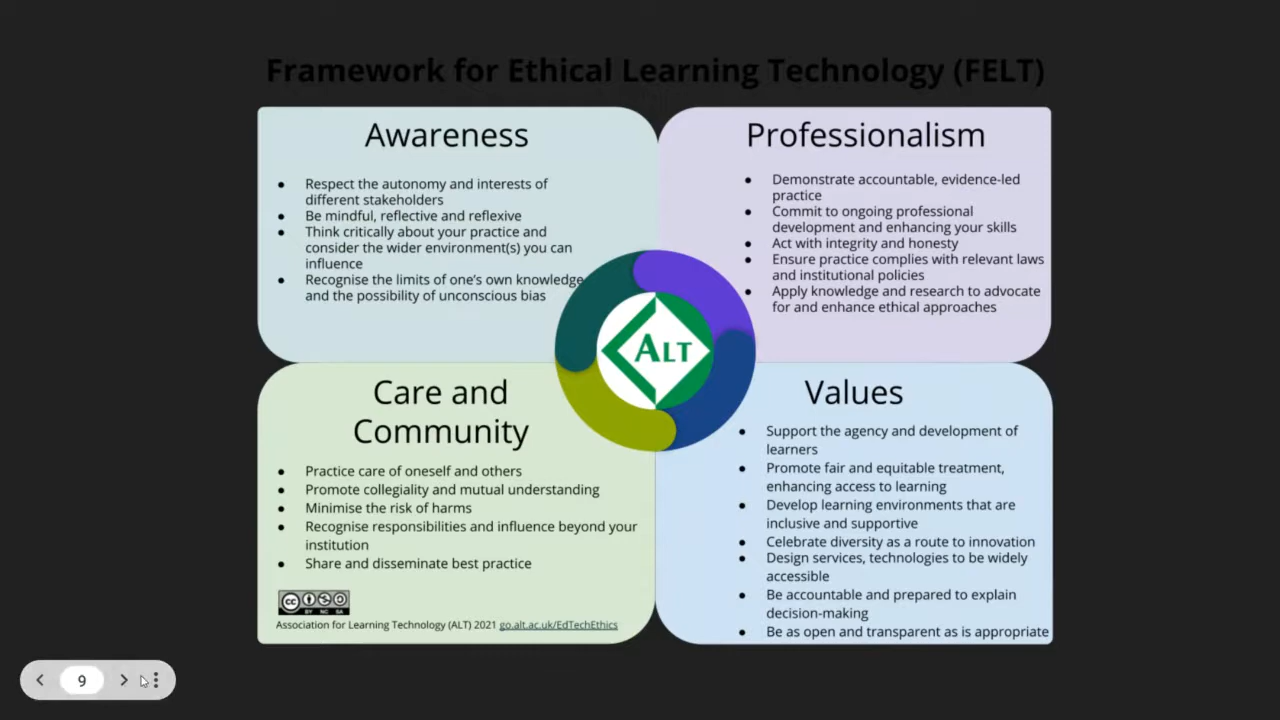 Framework for Ethical Learning Technology (FELT)
Awareness
Respect the autonomy and interests of
different stakeholders
Be mindful, reflective and reflexive
Think critically about your practice and
consider the wider environment(s) you can
influence
Recognise the limits of one's own knowledge
and the possibility of unconscious bias
Professionalism
Demonstrate accountable, evidence-led
practice
Commit to ongoing professional
development and enhancing your skills
Act with integrity and honesty
Ensure practice complies with relevant laws
and institutional policies
Apply knowledge and research to advocate
for and enhance ethical approaches
ALT
Care and
Community
Practice care of oneself and others
Promote collegiality and mutual understanding
Minimise the risk of harms
Recognise responsibilities and influence beyond your
institution
Share and disseminate best practice
cc
BY NC SA
Association for Learning Technology (ALT) 2021 go.alt.ac.uk/EdTechEthics
Values
Support the agency and development of
learners
Promote fair and equitable treatment,
enhancing access to learning
Develop learning environments that are
inclusive and supportive
Celebrate diversity as a route to innovation
Design services, technologies to be widely
accessible
Be accountable and prepared to explain
decision-making
Be as open and transparent as is appropriate
9